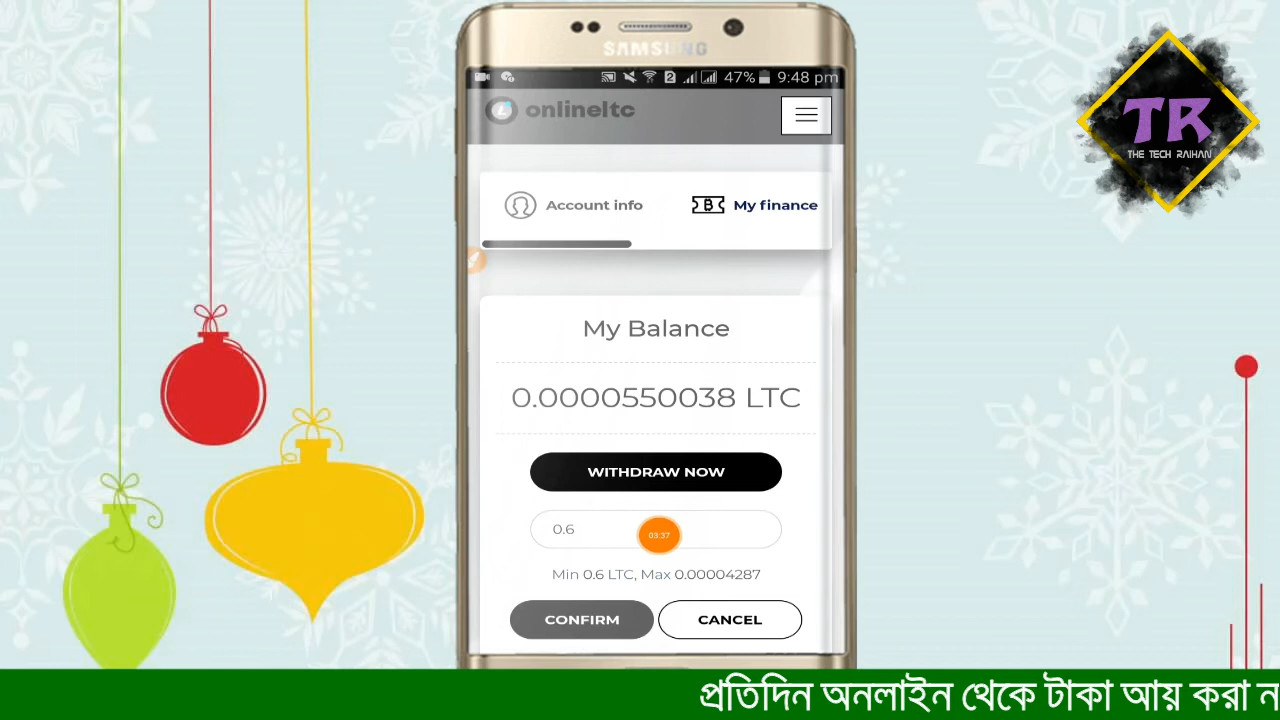 SAMSUNG
2 47% 9:48 pm
onlineltc
TR
THE TECH RAIHAN
Account info
My finance
My Balance
0.0000550038 LTC
WITHDRAW NOW
0.6
03:37
Min 0.6 LTC, Max 0.00004287
CONFIRM
CANCEL
প্রতিদিন অনলাইন থেকে টাকা আয় করা ন